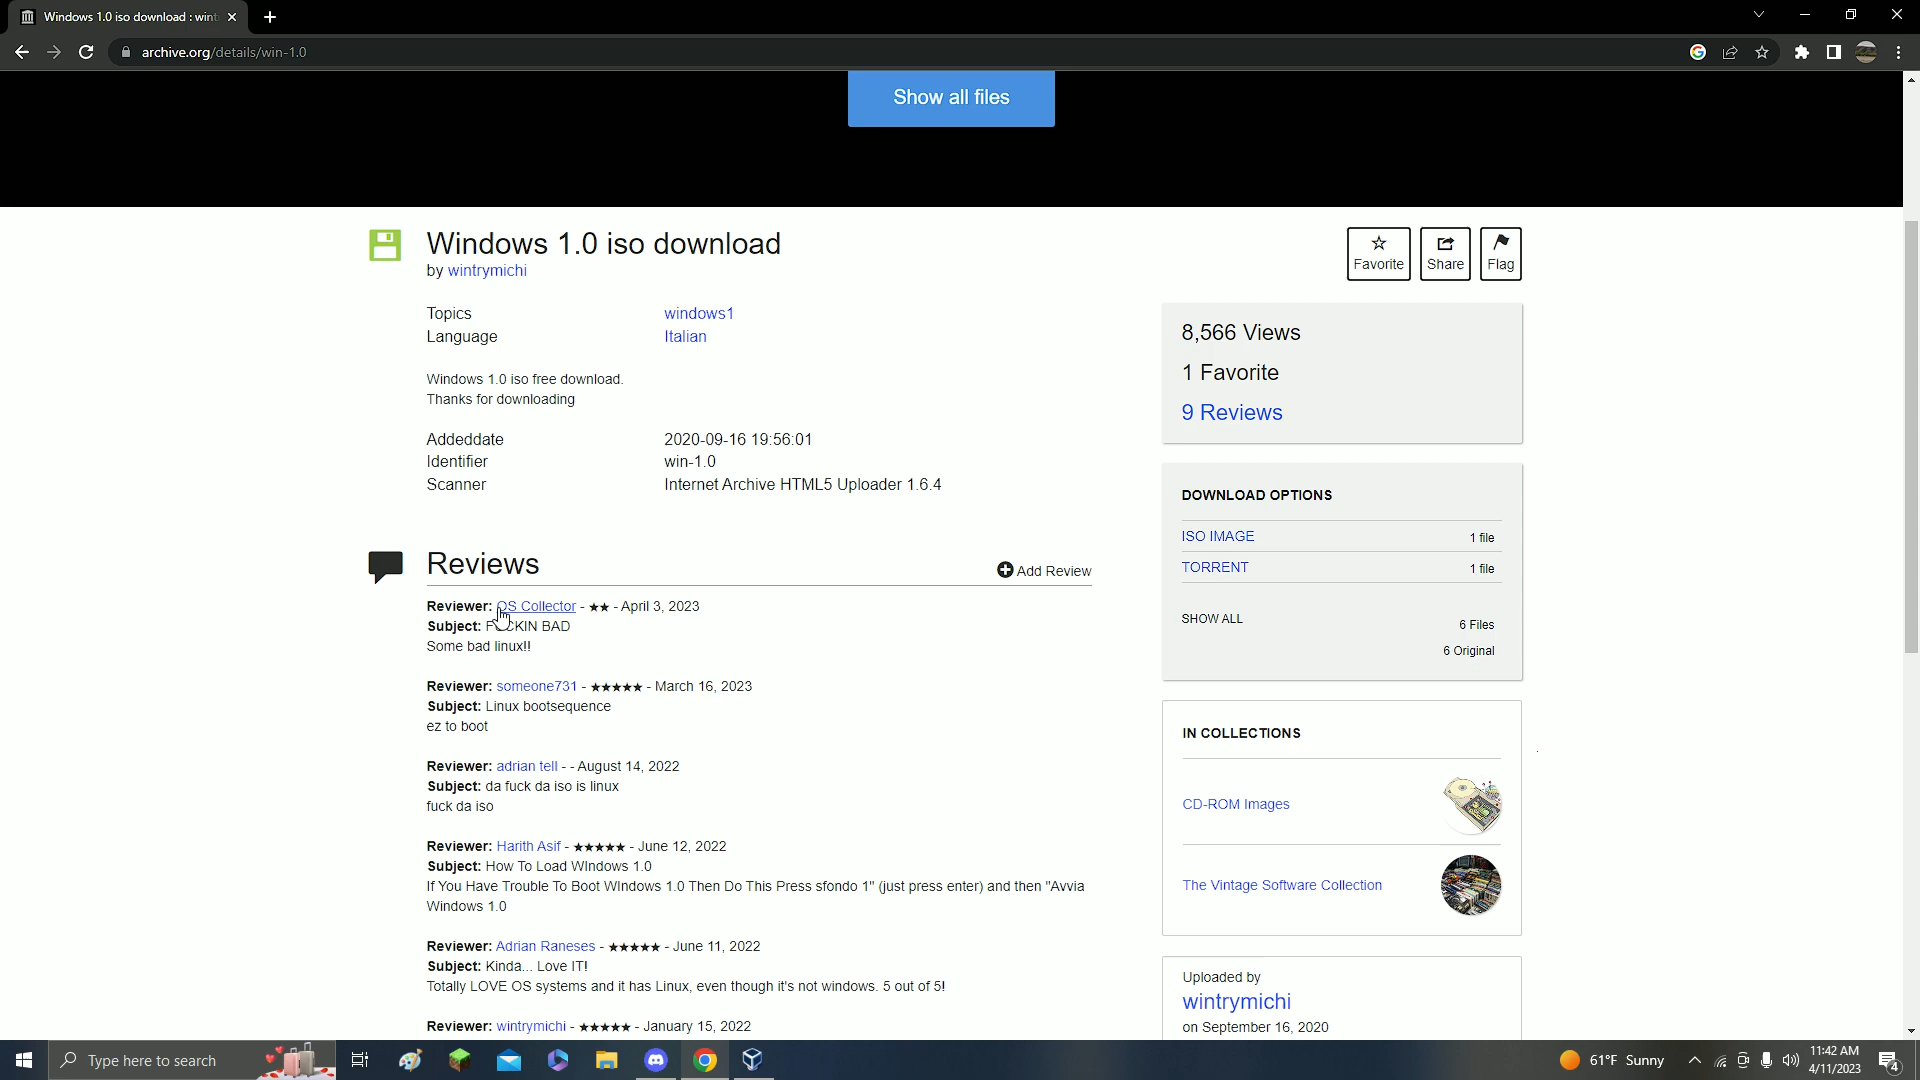 Windows 1.0 iso download : wint
archive.org/details/win-1.0
Show all files
Windows 1.0 iso download
by wintrymichi
Favorite
Share
Flag
Topics windows1
Language Italian
Windows 1.0 iso free download.
Thanks for downloading
Addeddate 2020-09-16 19:56:01
Identifier win-1.0
Scanner Internet Archive HTML5 Uploader 1.6.4
8,566 Views
1 Favorite
9 Reviews
DOWNLOAD OPTIONS
ISO IMAGE 1 file
TORRENT 1 file
SHOW ALL 6 Files
6 Original
Reviews
Add Review
Reviewer: OS Collector - ★★ - April 3, 2023
Subject: FUCKIN BAD
Some bad linux!!
Reviewer: someone731 - ★★★★★ - March 16, 2023
Subject: Linux bootsequence
ez to boot
Reviewer: adrian tell - - August 14, 2022
Subject: da fuck da iso is linux
fuck da iso
Reviewer: Harith Asif - ★★★★★ - June 12, 2022
Subject: How To Load WIndows 1.0
If You Have Trouble To Boot WIndows 1.0 Then Do This Press sfondo 1" (just press enter) and then "Avvia
Windows 1.0
Reviewer: Adrian Raneses - ★★★★★ - June 11, 2022
Subject: Kinda... Love IT!
Totally LOVE OS systems and it has Linux, even though it's not windows. 5 out of 5!
Reviewer: wintrymichi - ★★★★★ - January 15, 2022
IN COLLECTIONS
CD-ROM Images
The Vintage Software Collection
Uploaded by
wintrymichi
on September 16, 2020
Type here to search
61°F Sunny
11:42 AM
4/11/2023
4